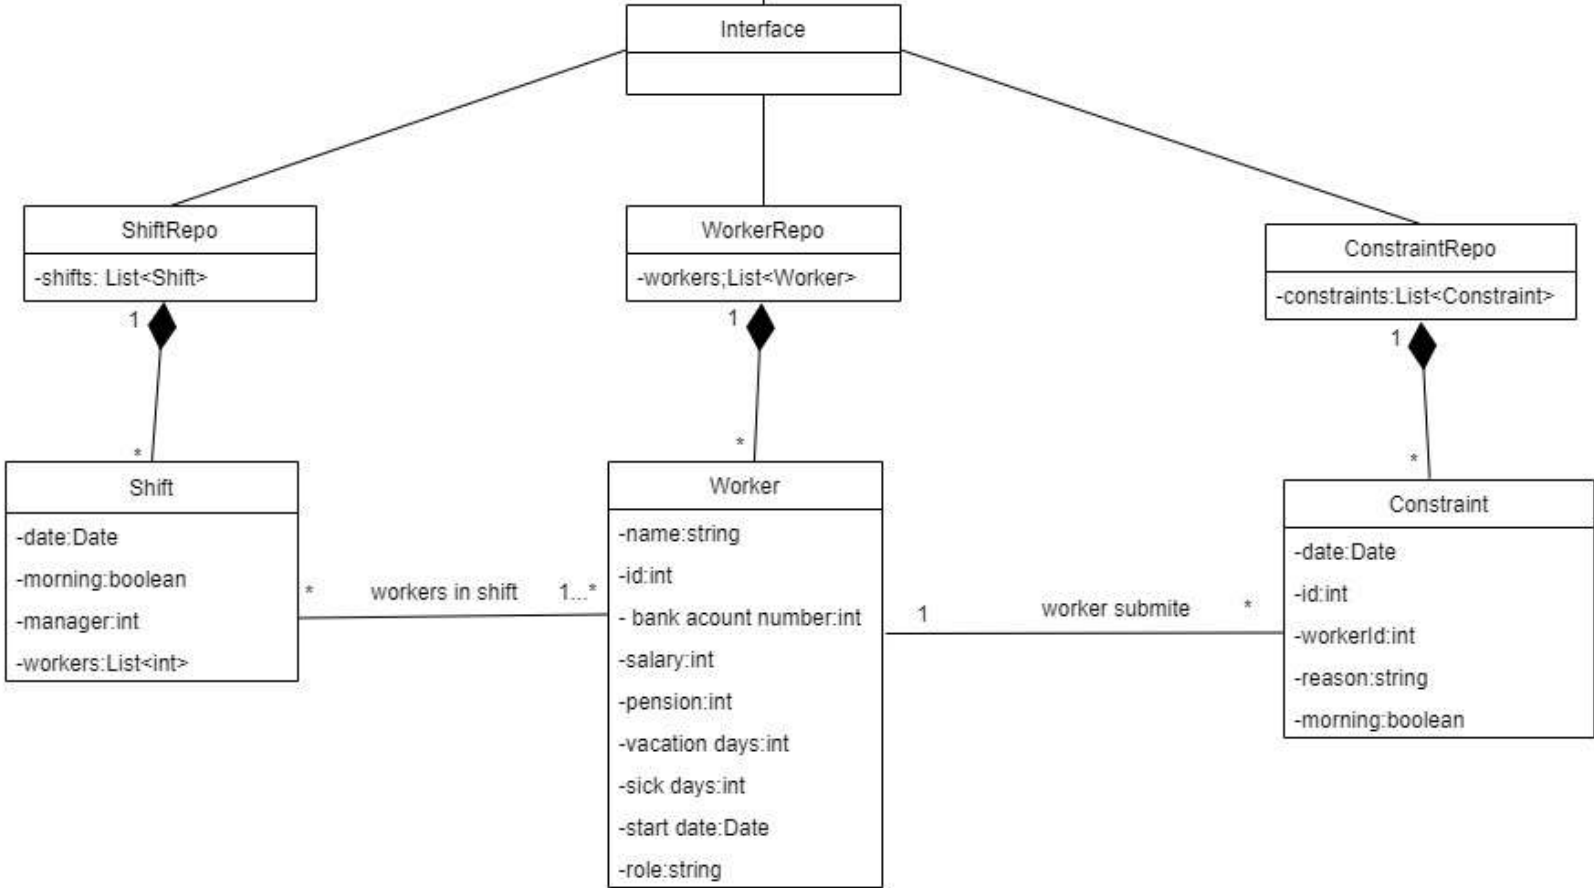 Interface
ShiftRepo
-shifts: List<Shift>
WorkerRepo
-workers;List<Worker>
ConstraintRepo
-constraints:List<Constraint>
1
1
1
*
*
*
Shift
-date:Date
-morning:boolean
-manager:int
-workers:List<int>
* workers in shift 1...*
Worker
-name:string
-id:int
- bank acount number:int
-salary:int
-pension:int
-vacation days:int
-sick days:int
-start date:Date
-role:string
1 worker submite *
Constraint
-date:Date
-id:int
-workerId:int
-reason:string
-morning:boolean